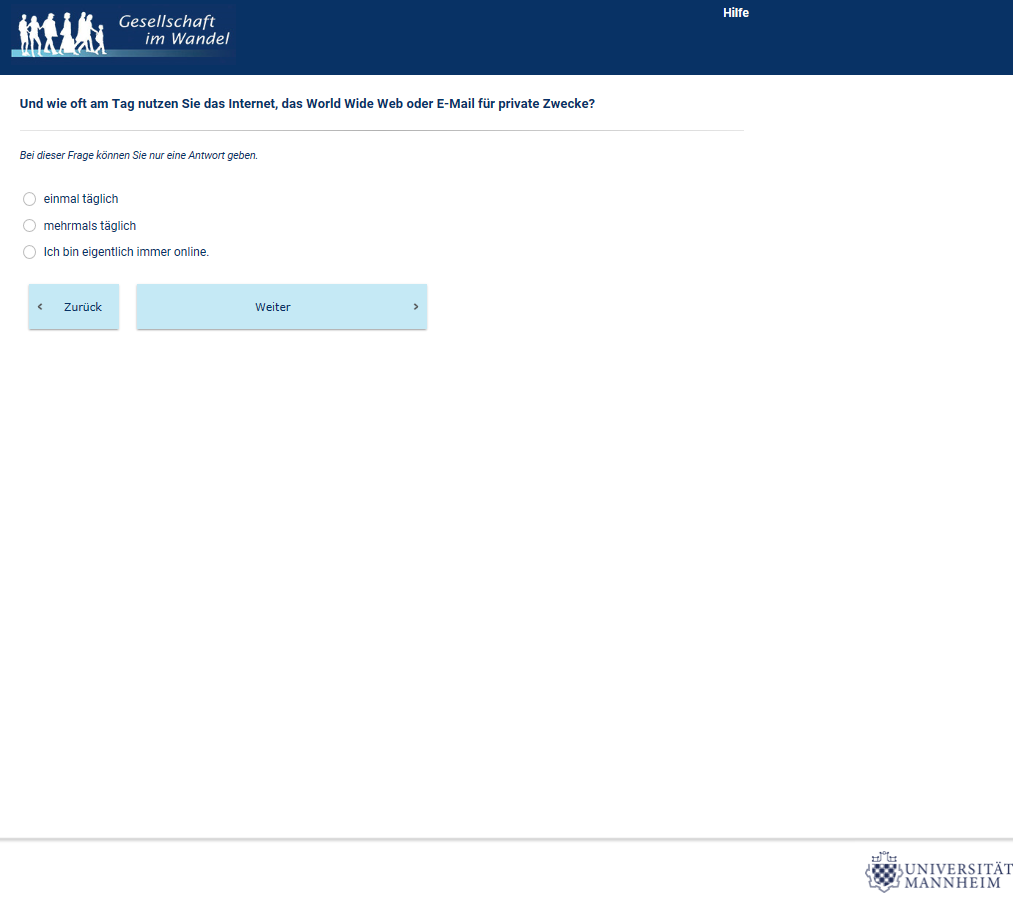 Gesellschaft
im Wandel
Hilfe
Und wie oft am Tag nutzen Sie das Internet, das World Wide Web oder E-Mail für private Zwecke?
Bei dieser Frage können Sie nur eine Antwort geben.
einmal täglich
mehrmals täglich
Ich bin eigentlich immer online.
Zurück
Weiter
UNIVERSITÄT
MANNHEIM